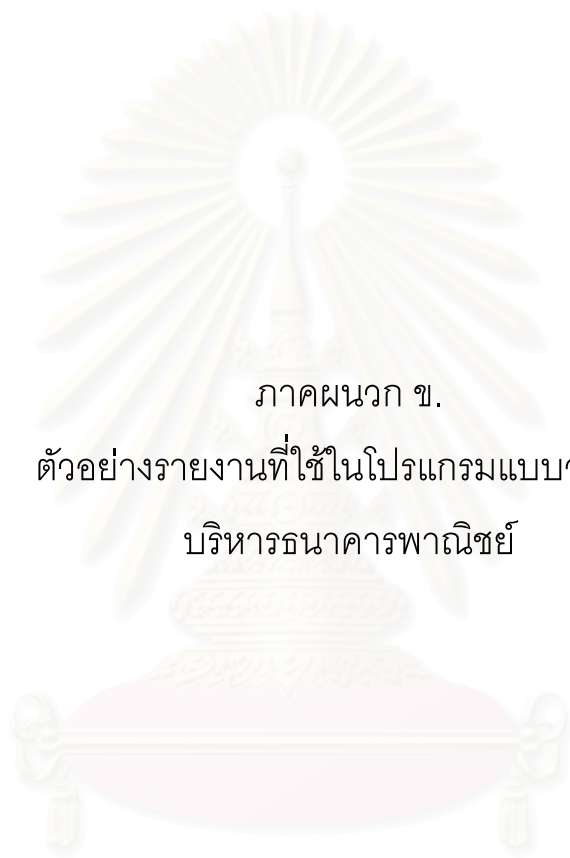 ภาคผนวก ข.
ตัวอย่างรายงานที่ใช้ในโปรแกรมแบบ
บริหารธนาคารพาณิชย์